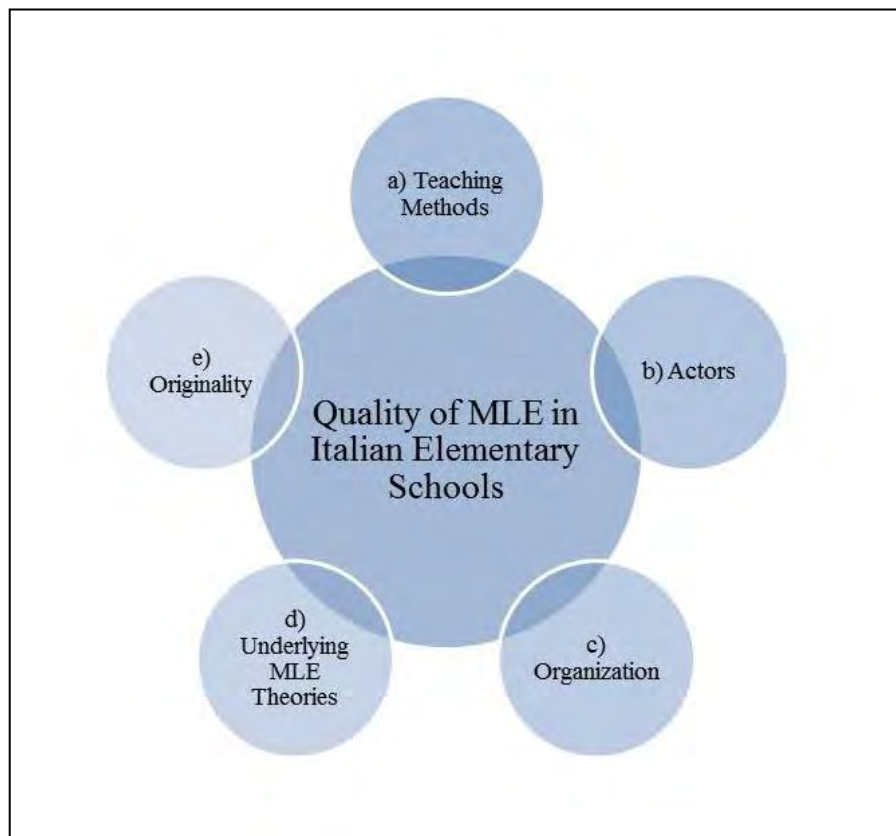 a) Teaching
Methods
b) Actors
c)
Organization
d)
Underlying
MLE
Theories
e)
Originality
Quality of MLE in
Italian Elementary
Schools